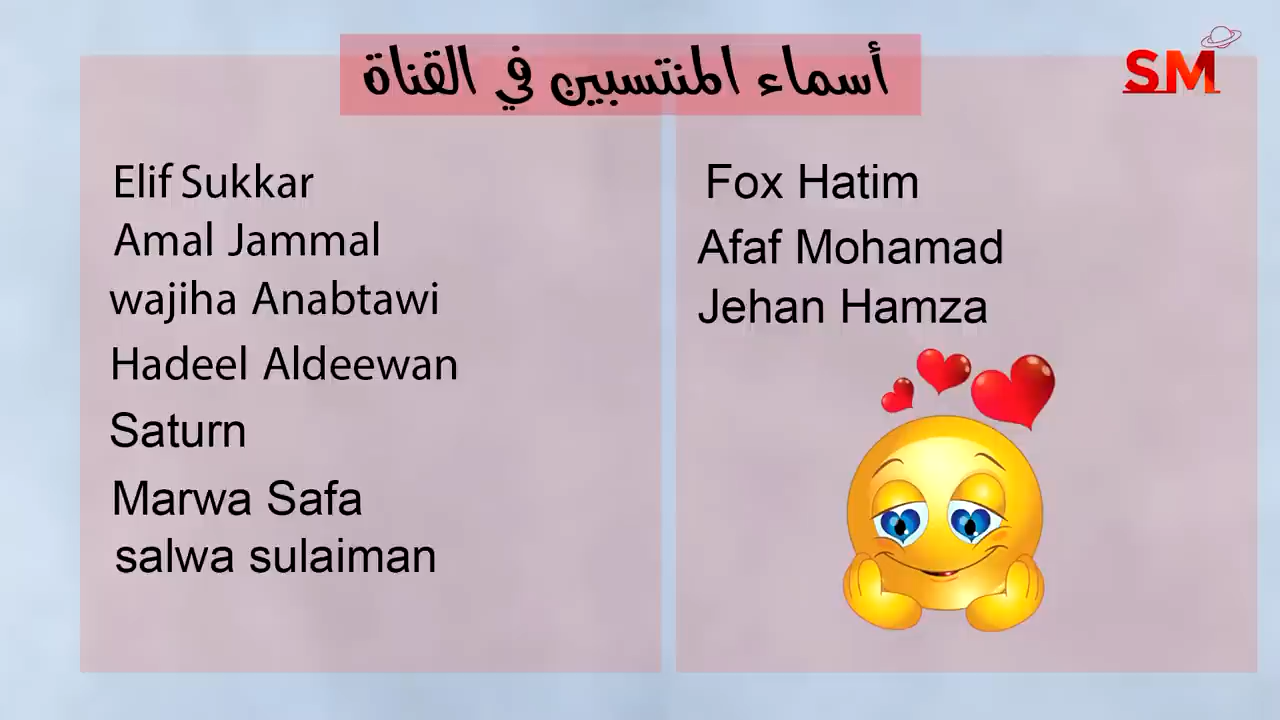 أسماء المنتسبين في القناة
SM
Elif Sukkar
Amal Jammal
wajiha Anabtawi
Hadeel Aldeewan
Saturn
Marwa Safa
salwa sulaiman
Fox Hatim
Afaf Mohamad
Jehan Hamza